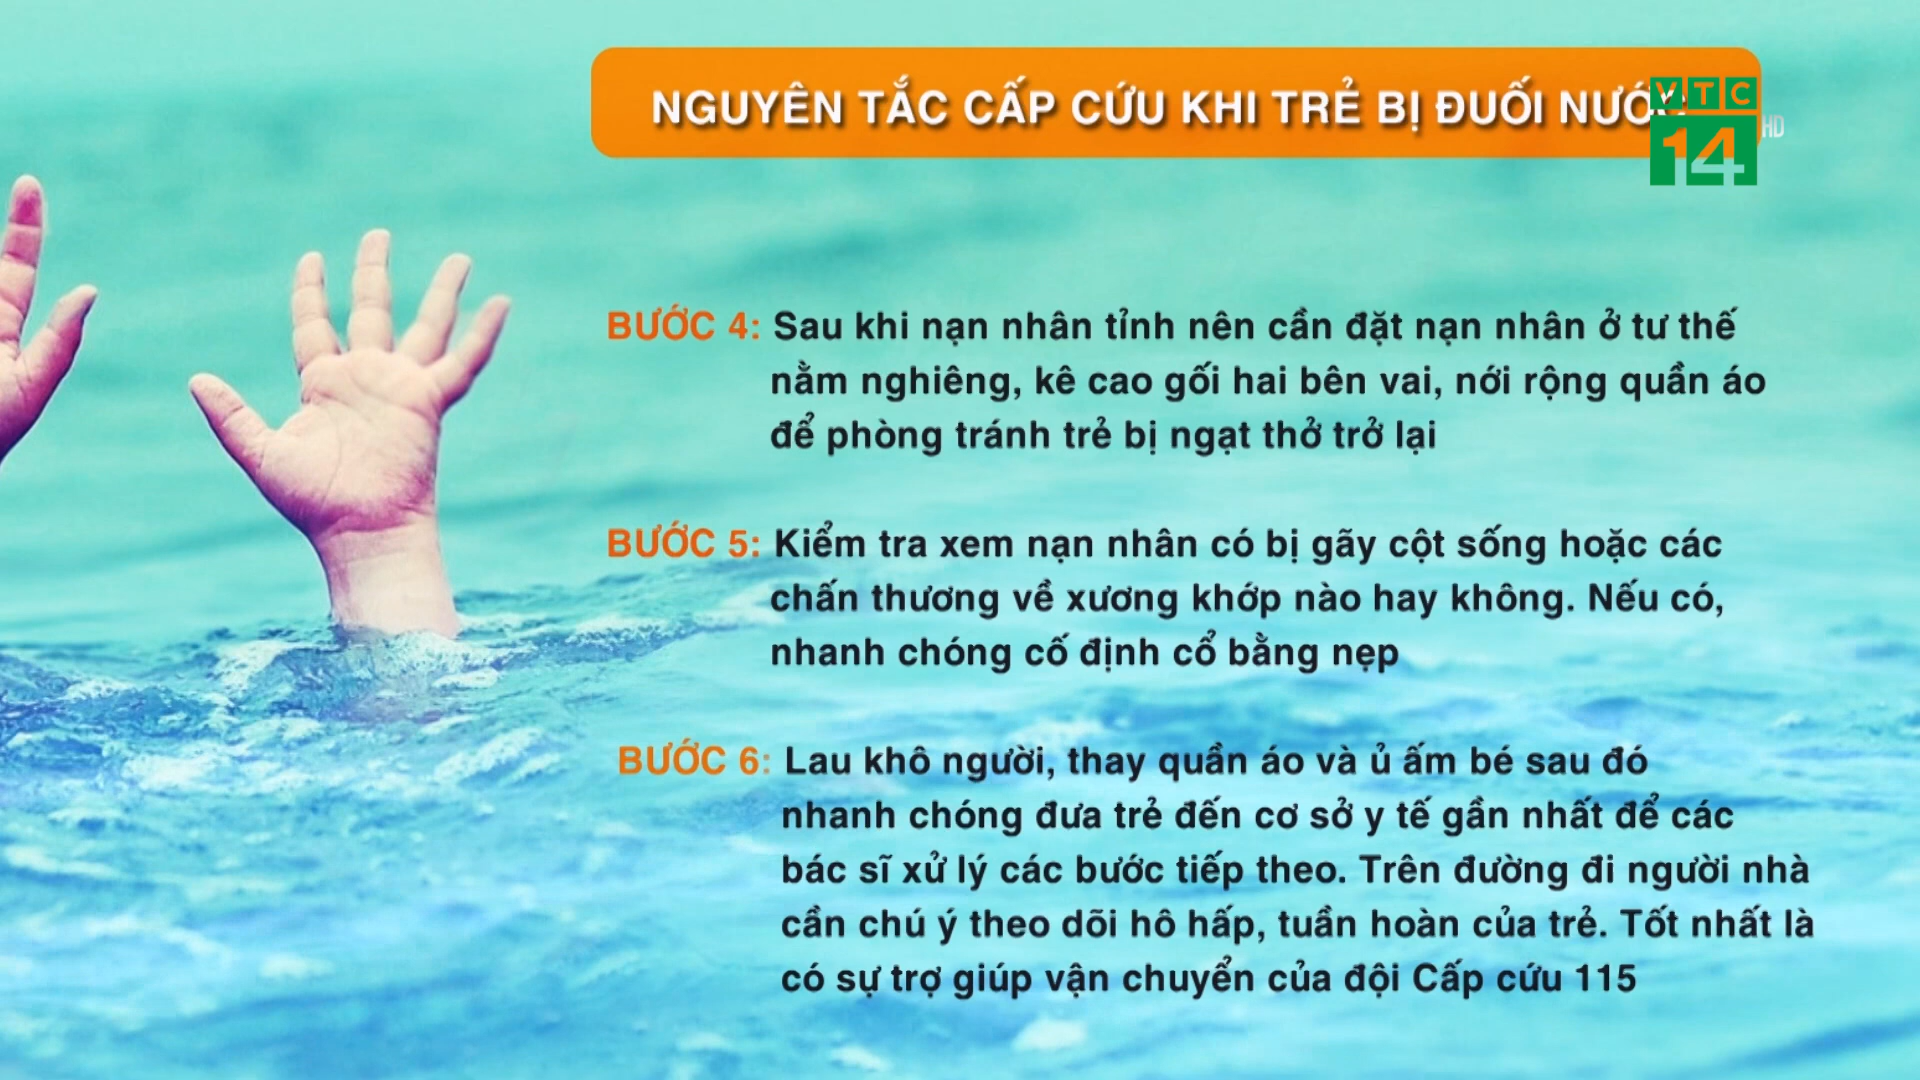 NGUYÊN TẮC CẤP CỨU KHI TRẺ BỊ ĐUỐI NƯỚC
VTC
14
HD
BƯỚC 4: Sau khi nạn nhân tỉnh nên cần đặt nạn nhân ở tư thế
nằm nghiêng, kê cao gối hai bên vai, nới rộng quần áo
để phòng tránh trẻ bị ngạt thở trở lại
BƯỚC 5: Kiểm tra xem nạn nhân có bị gãy cột sống hoặc các
chấn thương về xương khớp nào hay không. Nếu có,
nhanh chóng cố định cổ bằng nẹp
BƯỚC 6: Lau khô người, thay quần áo và ủ ấm bé sau đó
nhanh chóng đưa trẻ đến cơ sở y tế gần nhất để các
bác sĩ xử lý các bước tiếp theo. Trên đường đi người nhà
cần chú ý theo dõi hô hấp, tuần hoàn của trẻ. Tốt nhất là
có sự trợ giúp vận chuyển của đội Cấp cứu 115